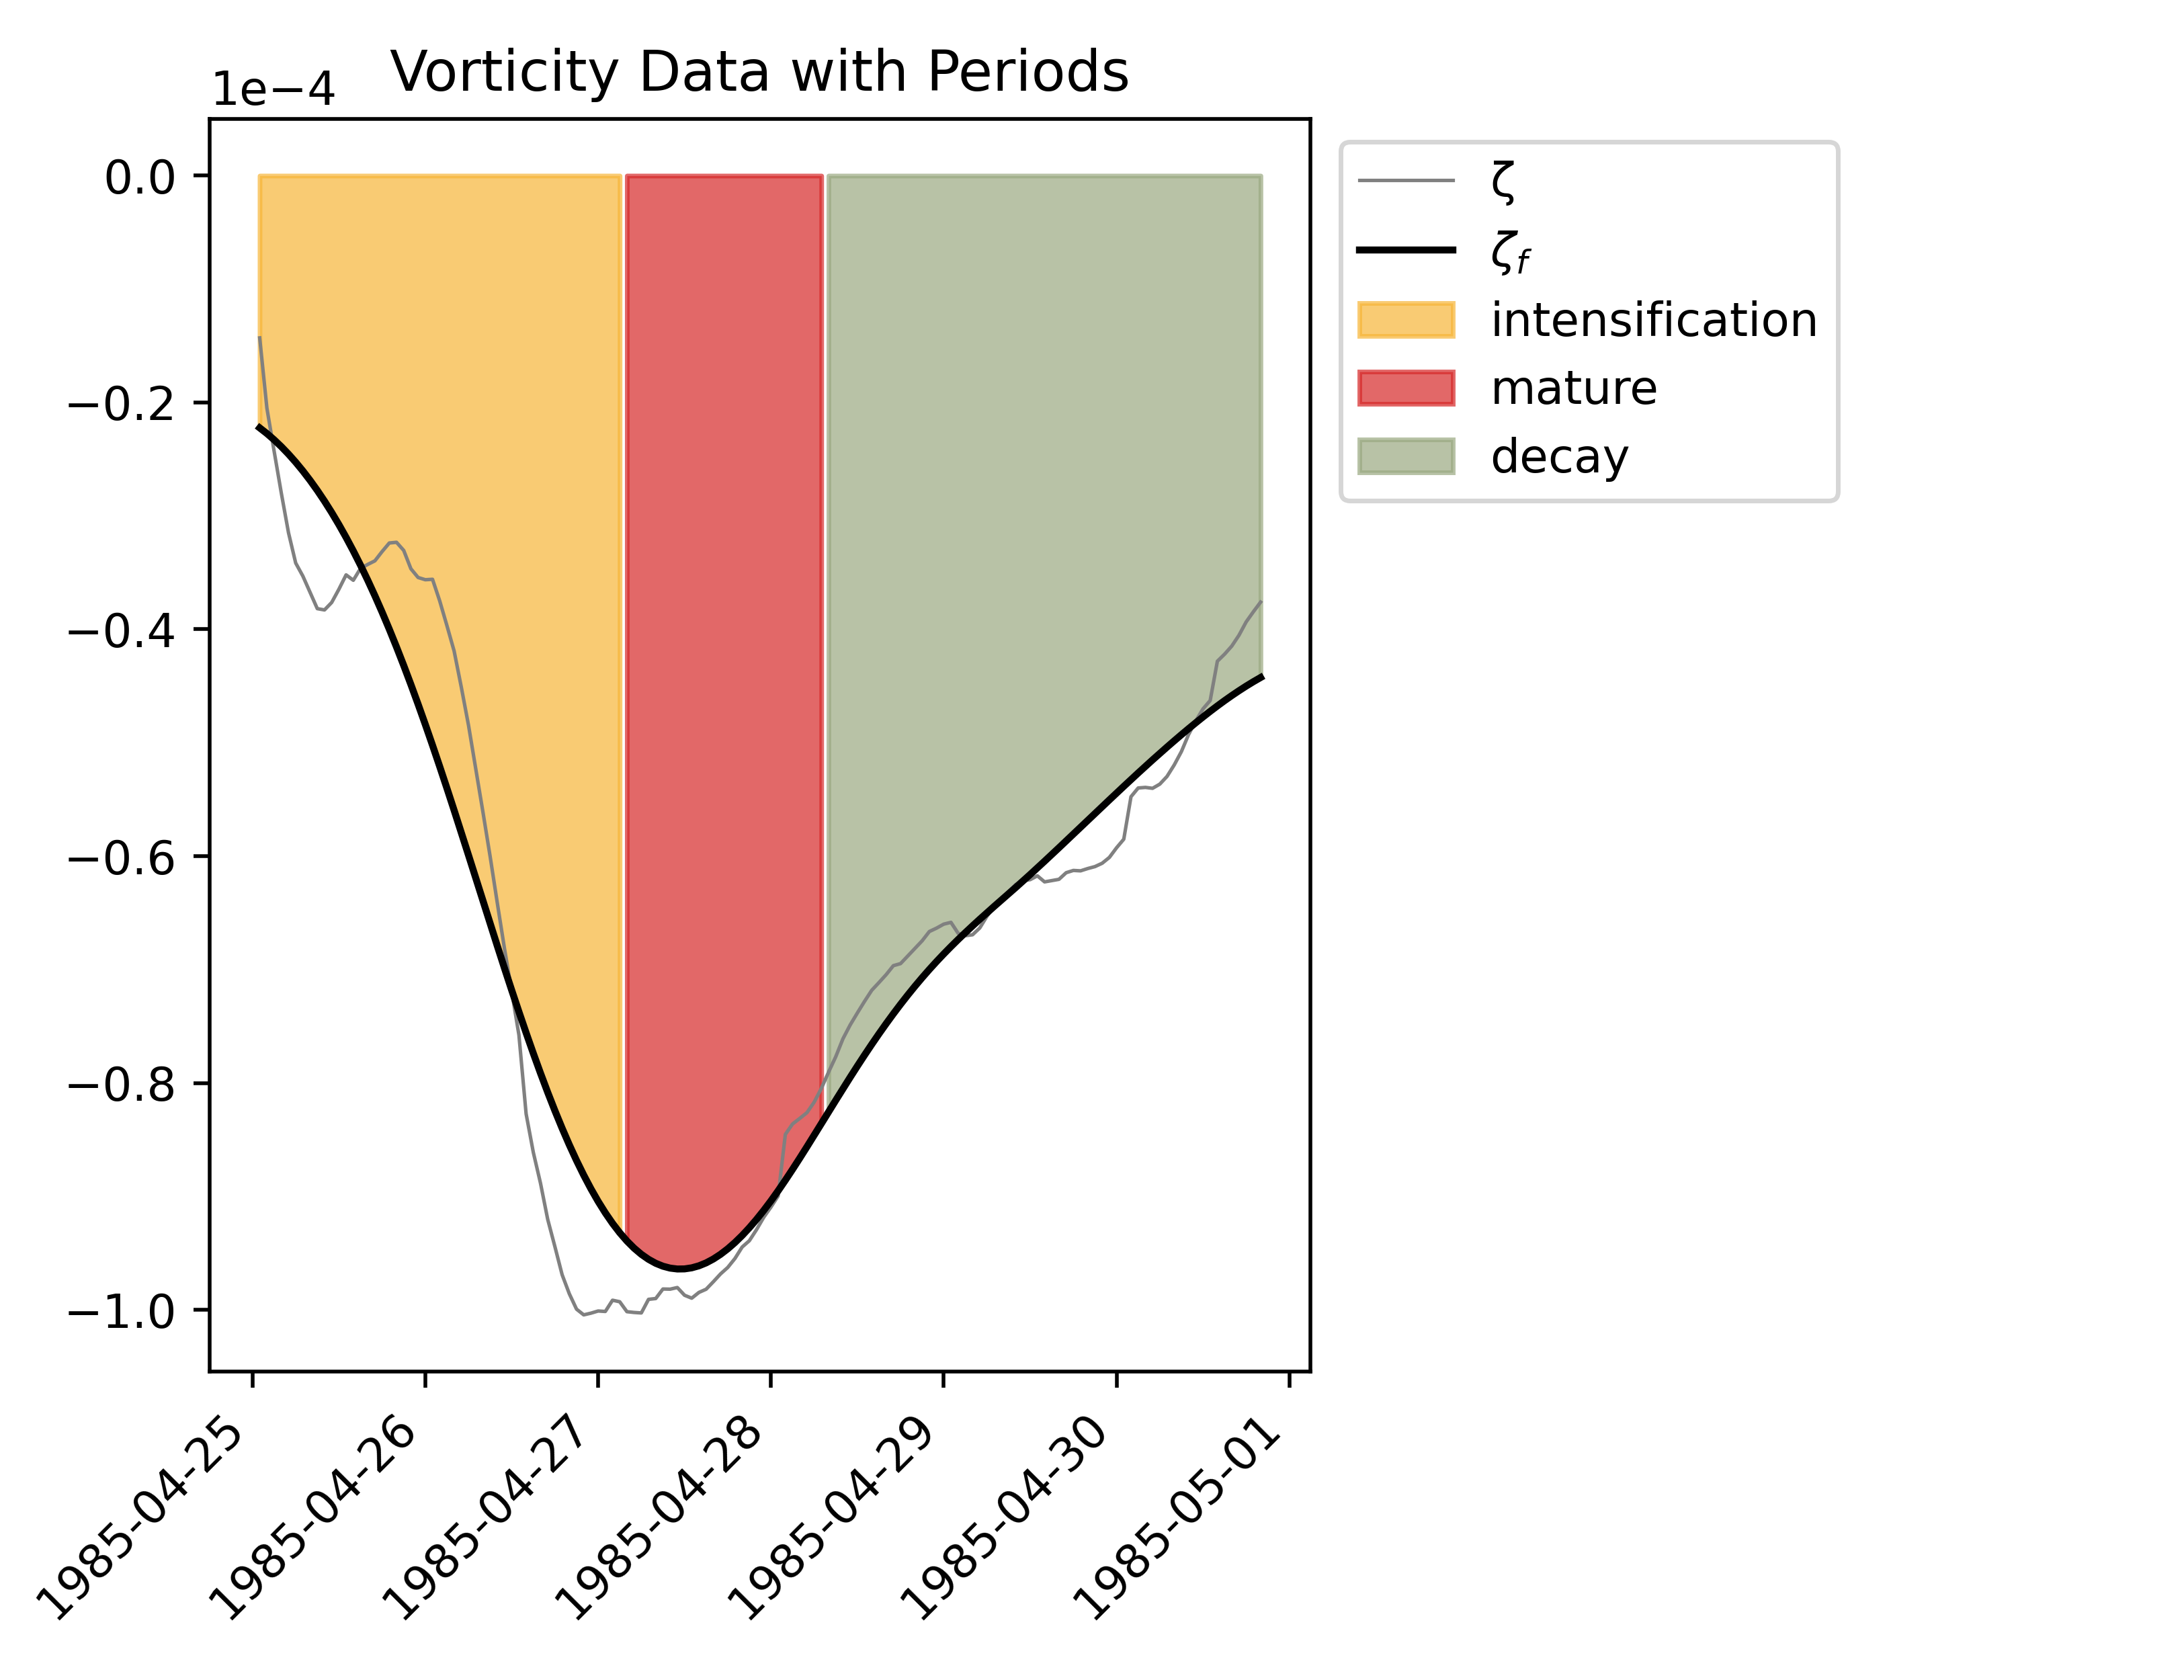 Vorticity Data with Periods
1e−4
0.0
−0.2
−0.4
−0.6
−0.8
−1.0
1985-04-25
1985-04-26
1985-04-27
1985-04-28
1985-04-29
1985-04-30
1985-05-01
ζ
ζf
intensification
mature
decay